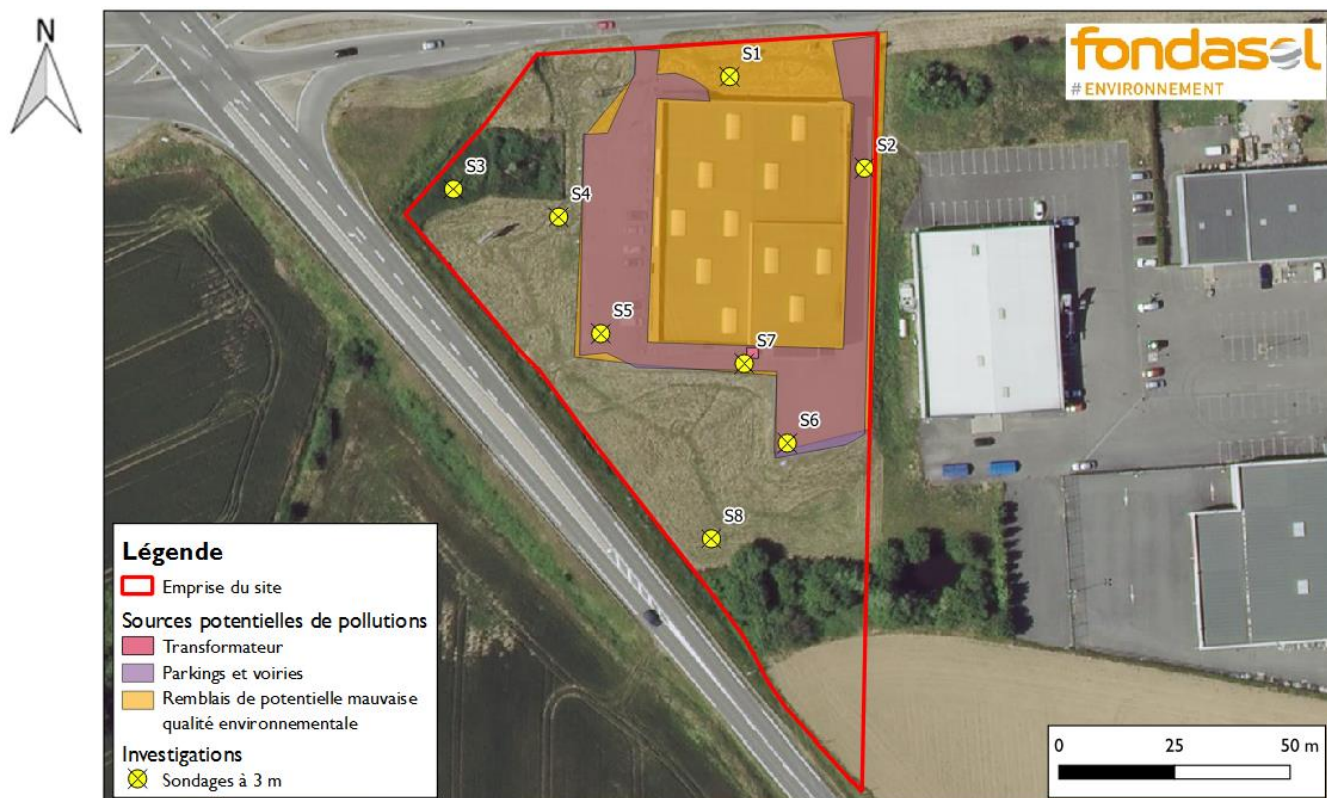 N
fondasol
# ENVIRONNEMENT
S1
S2
S3
S4
S5
S7
S6
S8
Légende
Emprise du site
Sources potentielles de pollutions
Transformateur
Parkings et voiries
Remblais de potentielle mauvaise
qualité environnementale
Investigations
Sondages à 3 m
0 25 50 m